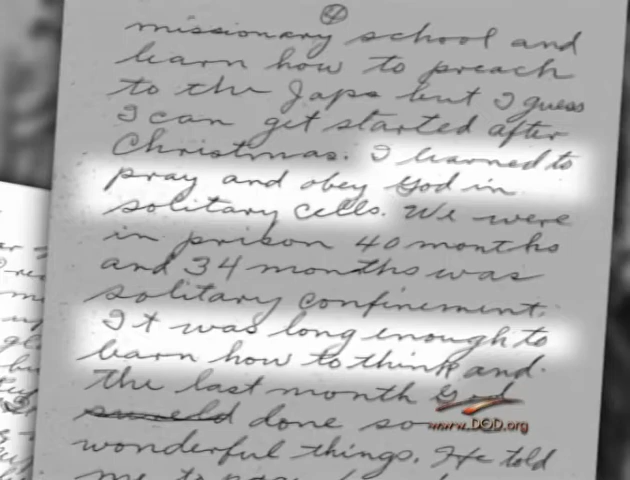 4
missionary school and
learn how to preach
to the Japs but I guess
I can get started after
Christmas. I learned to
pray and obey God in
solitary cells. We were
in prison 40 months
and 34 months was
solitary confinement.
It was long enough to
learn how to think and
the last month God
done so
www.DOD.org
wonderful things. He told
me to